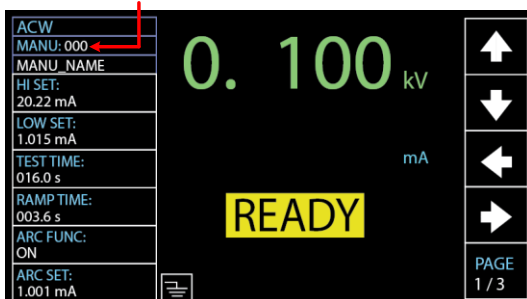 ACW
MANU: 000
MANU_NAME
HI SET:
20.22 mA
LOW SET:
1.015 mA
TEST TIME:
016.0 s
RAMP TIME:
003.6 s
ARC FUNC:
ON
ARC SET:
1.001 mA
0. 100 kV
mA
READY
PAGE
1 / 3